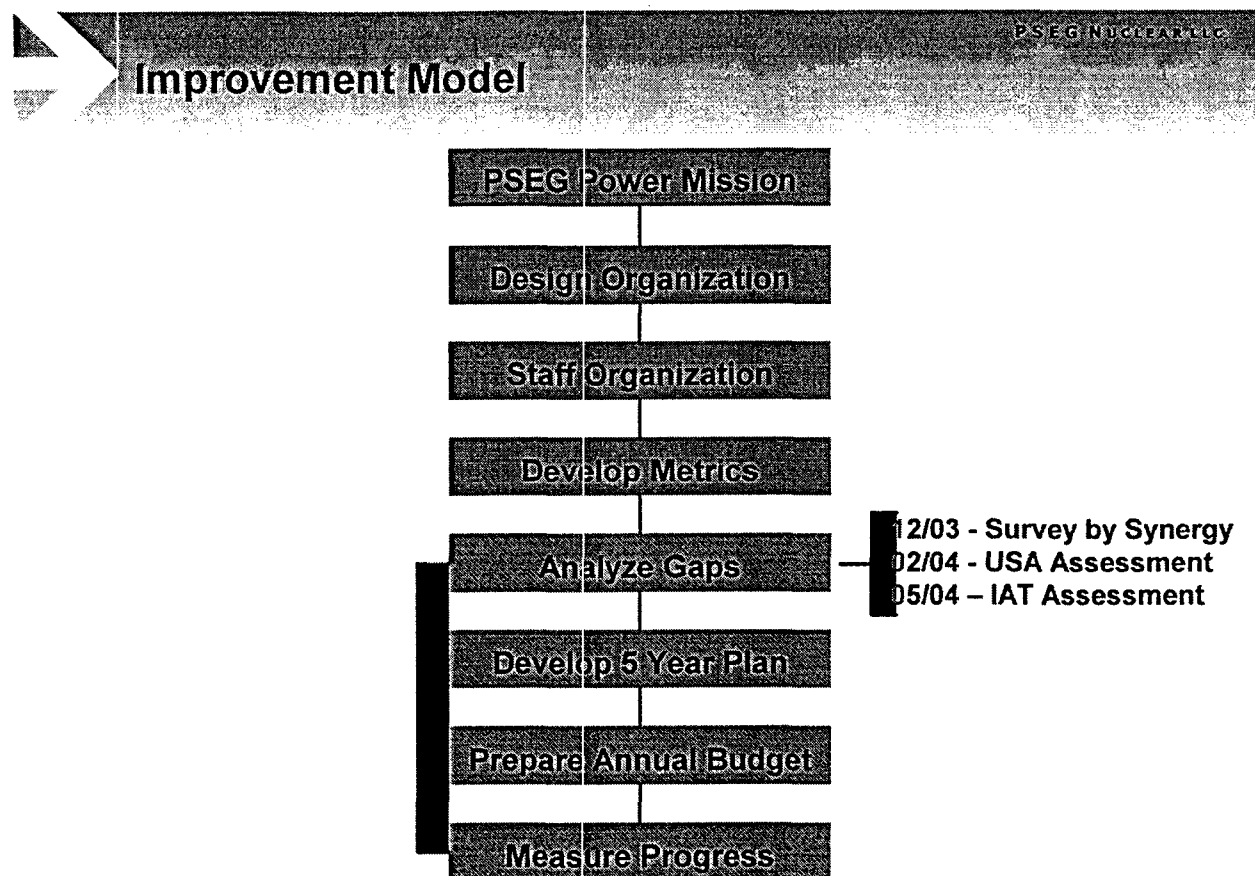 PSEG NUCLEAR LLC
Improvement Model
PSEG Power Mission
Design Organization
Staff Organization
Develop Metrics
Analyze Gaps
12/03 - Survey by Synergy
02/04 - USA Assessment
05/04 – IAT Assessment
Develop 5 Year Plan
Prepare Annual Budget
Measure Progress